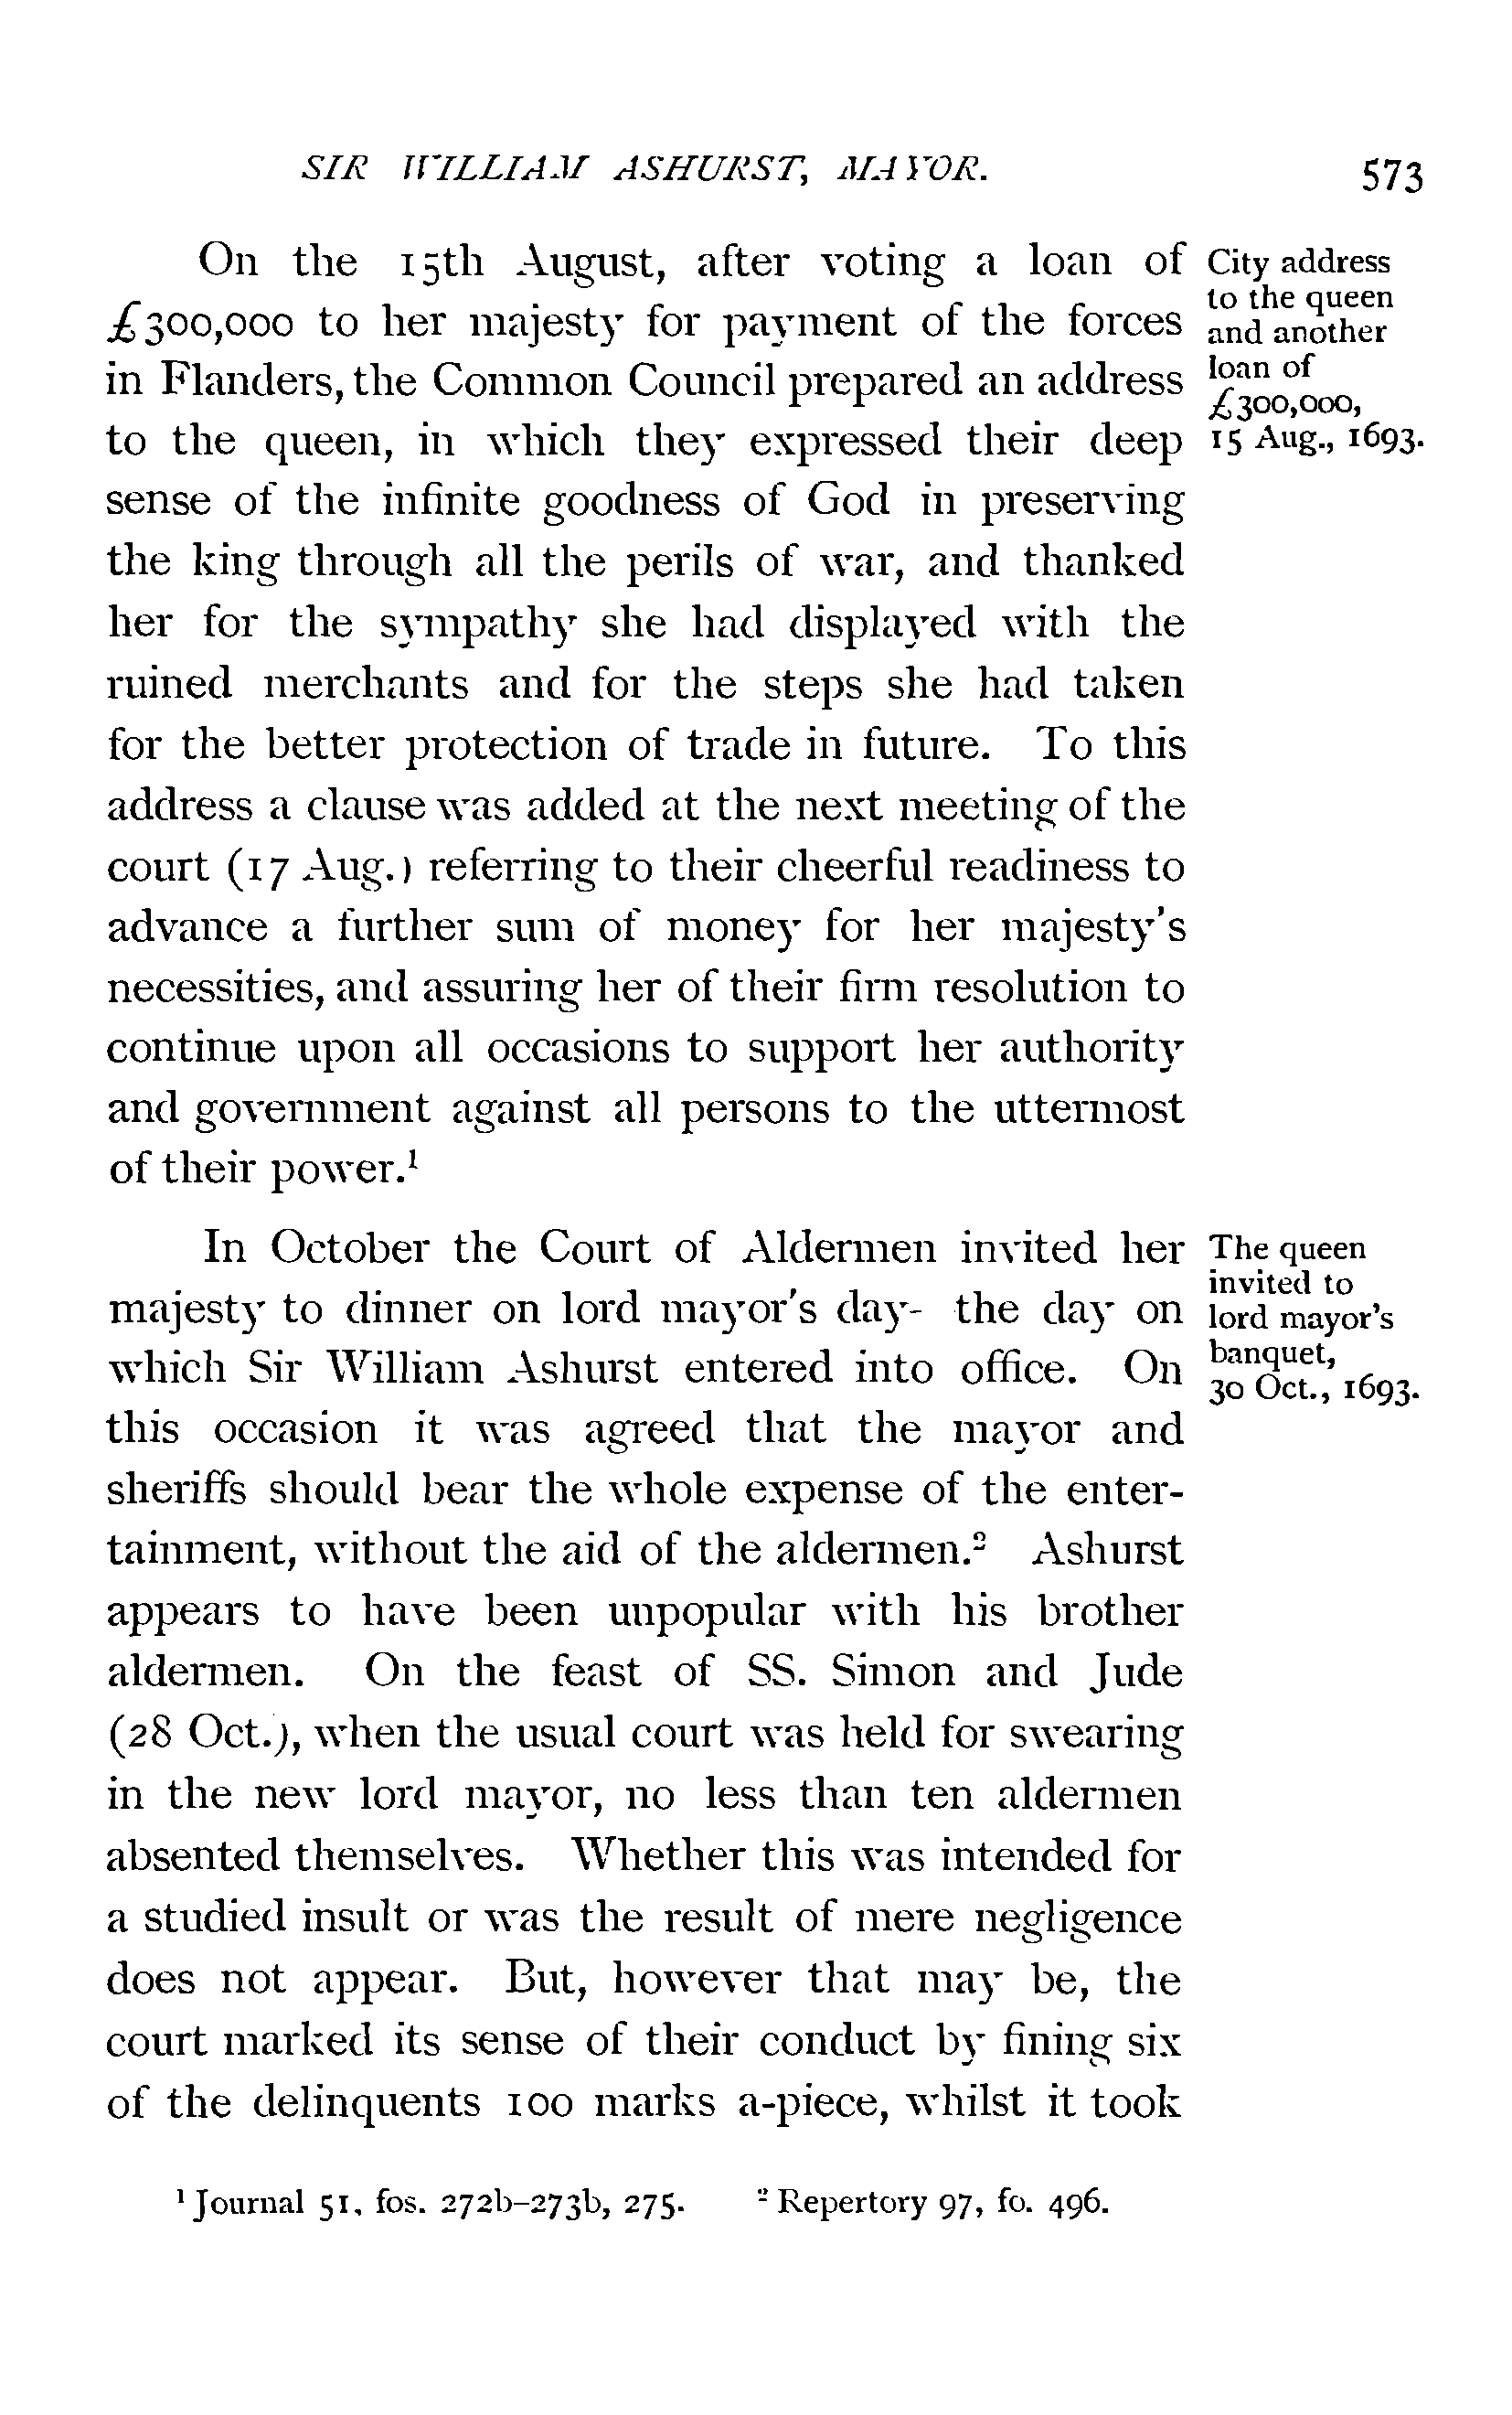 SIR WILLIAM ASHURST, MAYOR. 573
On the 15th August, after voting a loan of
£300,000 to her majesty for payment of the forces
in Flanders, the Common Council prepared an address
to the queen, in which they expressed their deep
sense of the infinite goodness of God in preserving
the king through all the perils of war, and thanked
her for the sympathy she had displayed with the
ruined merchants and for the steps she had taken
for the better protection of trade in future. To this
address a clause was added at the next meeting of the
court (17 Aug.) referring to their cheerful readiness to
advance a further sum of money for her majesty's
necessities, and assuring her of their firm resolution to
continue upon all occasions to support her authority
and government against all persons to the uttermost
of their power.¹
City address
to the queen
and another
loan of
£300,000,
15 Aug., 1693.
In October the Court of Aldermen invited her
majesty to dinner on lord mayor's day- the day on
which Sir William Ashurst entered into office. On
this occasion it was agreed that the mayor and
sheriffs should bear the whole expense of the enter-
tainment, without the aid of the aldermen.² Ashurst
appears to have been unpopular with his brother
aldermen. On the feast of SS. Simon and Jude
(28 Oct.), when the usual court was held for swearing
in the new lord mayor, no less than ten aldermen
absented themselves. Whether this was intended for
a studied insult or was the result of mere negligence
does not appear. But, however that may be, the
court marked its sense of their conduct by fining six
of the delinquents 100 marks a-piece, whilst it took
The queen
invited to
lord mayor's
banquet,
30 Oct., 1693.
¹ Journal 51, fos. 272b–273b, 275. ² Repertory 97, fo. 496.